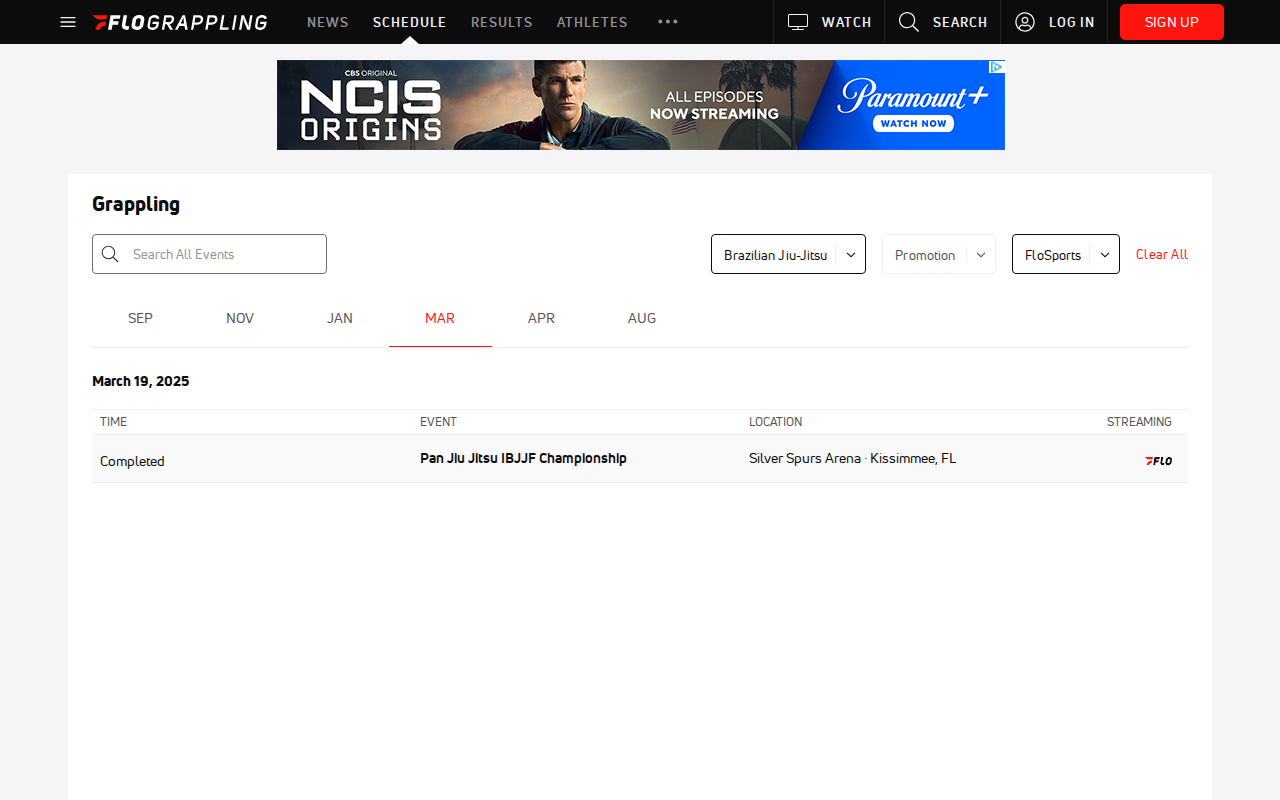 FLOGRAPPLING NEWS SCHEDULE RESULTS ATHLETES WATCH SEARCH LOG IN SIGN UP
CBS ORIGINAL
NCIS
ORIGINS
ALL EPISODES
NOW STREAMING
Paramount+
WATCH NOW
Grappling
Search All Events Brazilian Jiu-Jitsu Promotion FloSports Clear All
SEP NOV JAN MAR APR AUG
March 19, 2025
TIME EVENT LOCATION STREAMING
Completed Pan Jiu Jitsu IBJJF Championship Silver Spurs Arena · Kissimmee, FL FLO